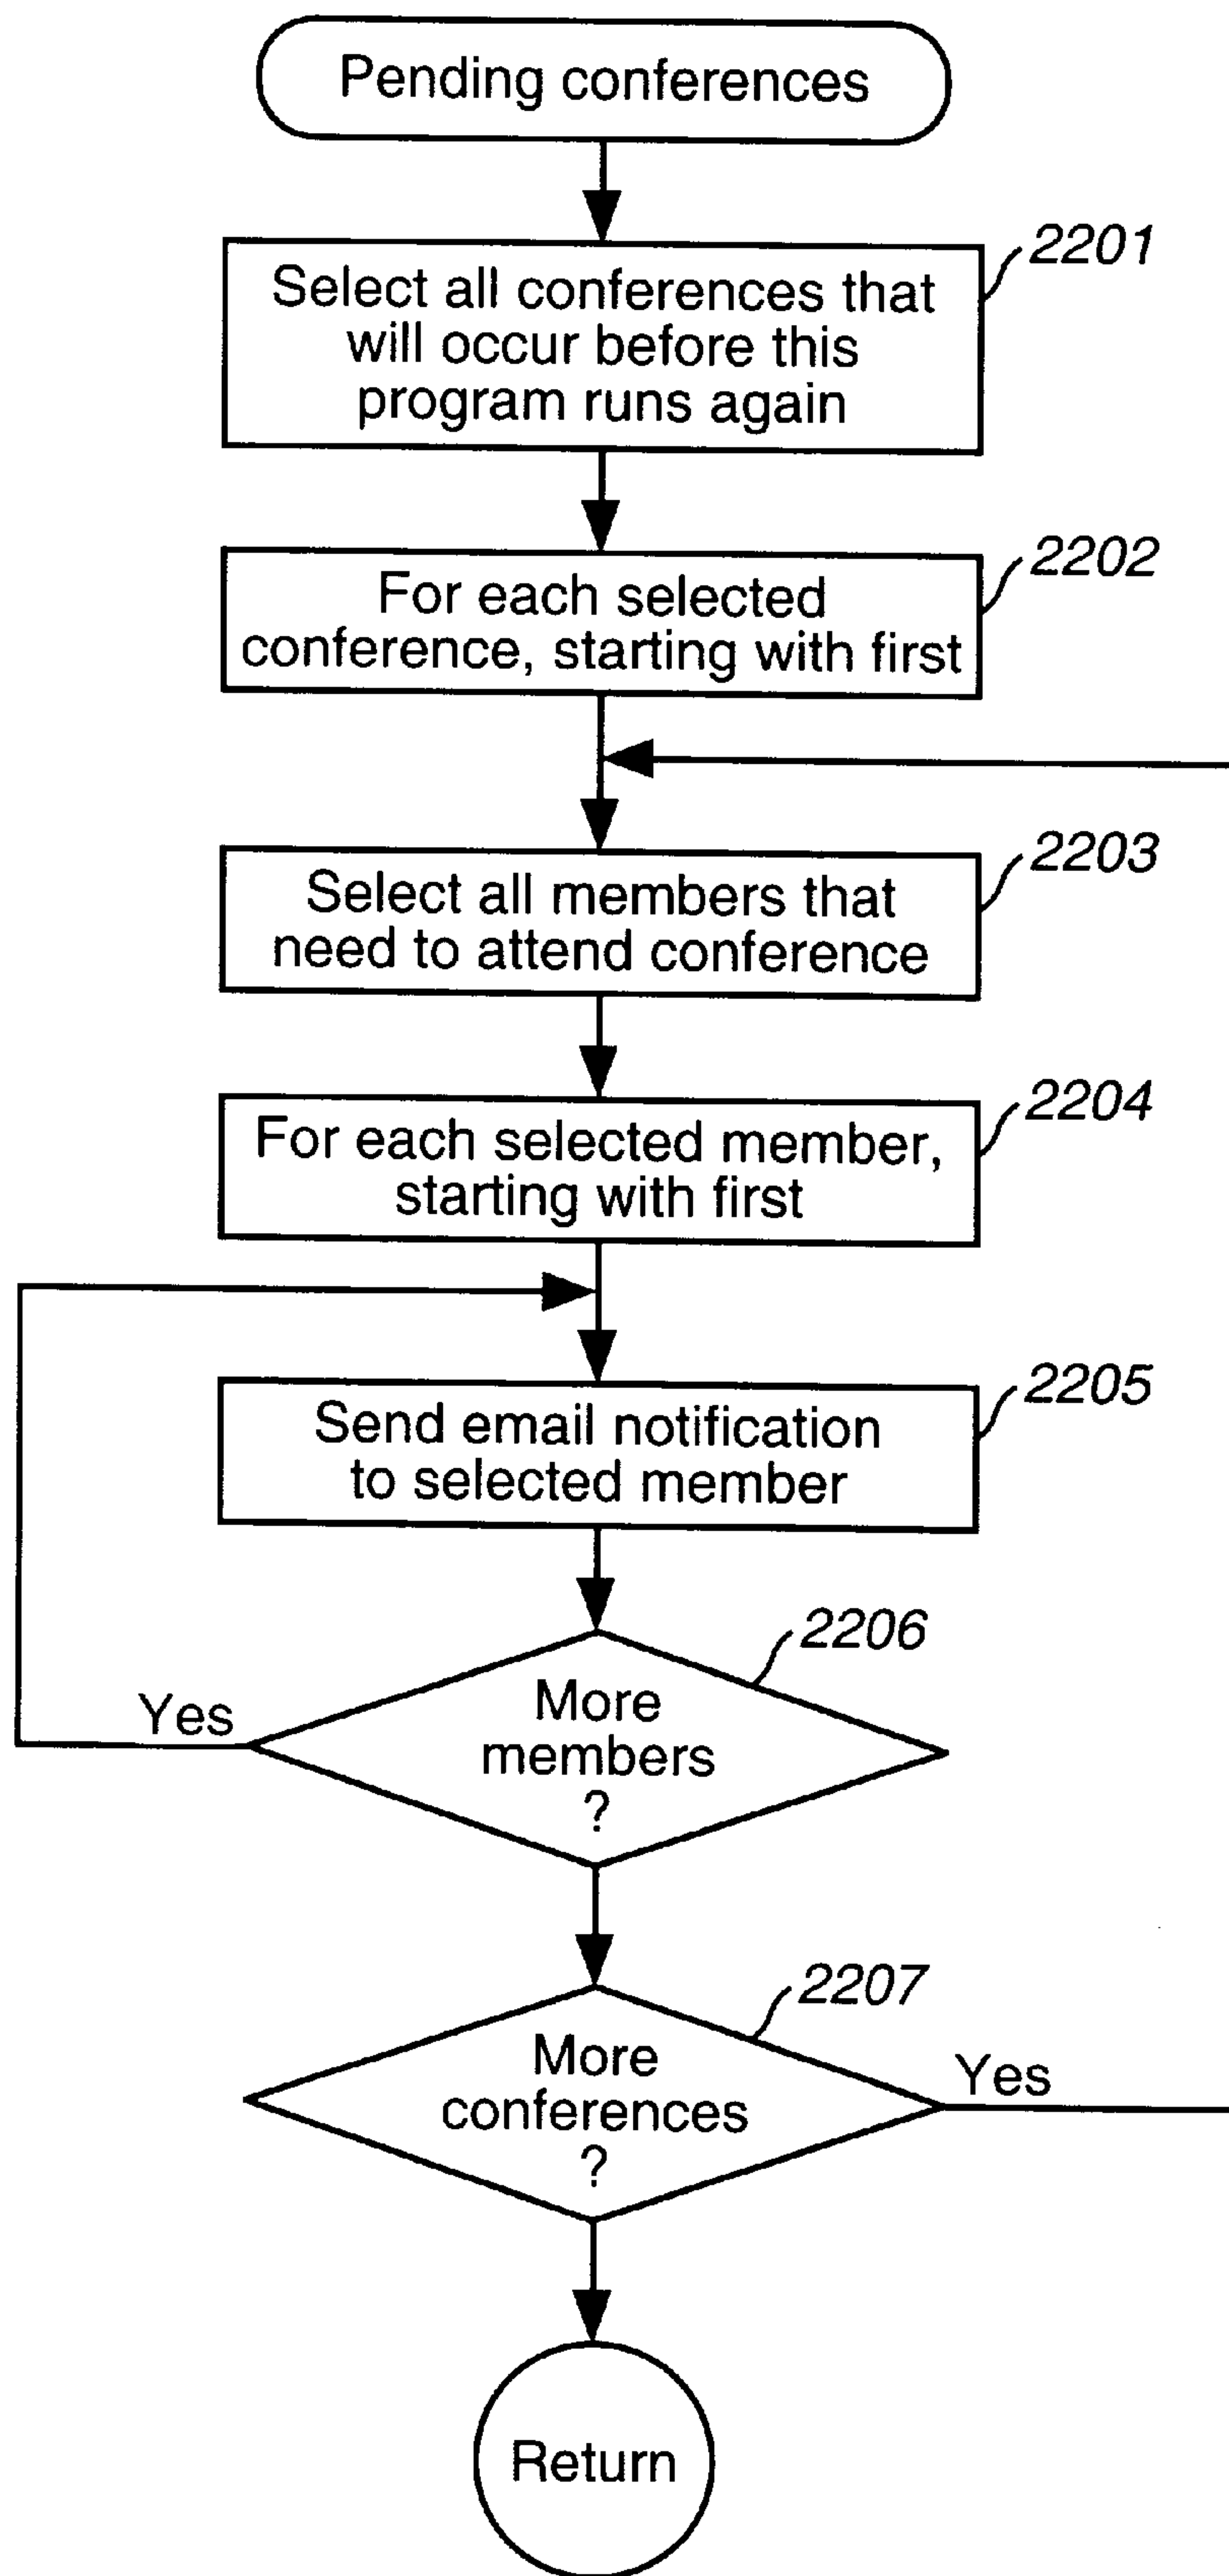 Pending conferences
2201
Select all conferences that
will occur before this
program runs again
2202
For each selected
conference, starting with first
2203
Select all members that
need to attend conference
2204
For each selected member,
starting with first
2205
Send email notification
to selected member
2206
More
members
?
Yes
2207
More
conferences
?
Yes
Return